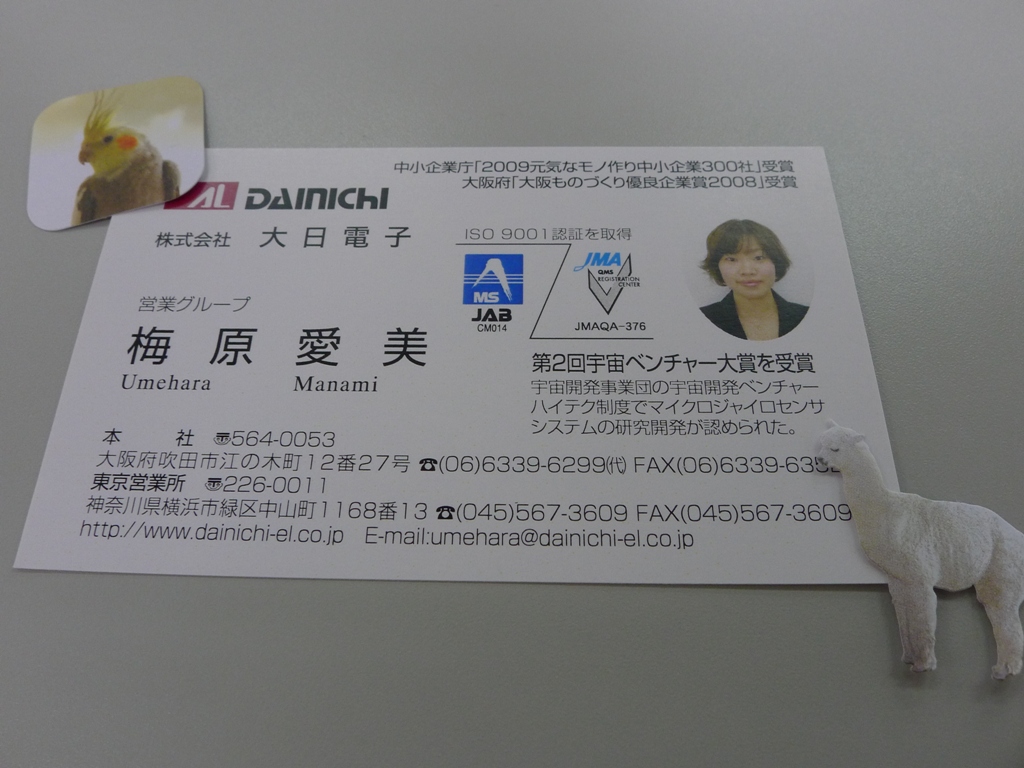 中小企業庁「2009元気なモノ作り中小企業300社」受賞
大阪府「大阪ものづくり優良企業賞2008」受賞
AL DAINICHI
株式会社 大日電子
ISO 9001認証を取得
MS
JAB
CM014
JMA
QMS
REGISTRATION
CENTER
JMAQA-376
営業グループ
梅原 愛美
Umehara Manami
第2回宇宙ベンチャー大賞を受賞
宇宙開発事業団の宇宙開発ベンチャー
ハイテク制度でマイクロジャイロセンサ
システムの研究開発が認められた。
本社 〠564-0053
大阪府吹田市江の木町12番27号 ☎(06)6339-6299㈹ FAX(06)6339-63
東京営業所 〠226-0011
神奈川県横浜市緑区中山町1168番13 ☎(045)567-3609 FAX(045)567-3609
http://www.dainichi-el.co.jp E-mail:umehara@dainichi-el.co.jp